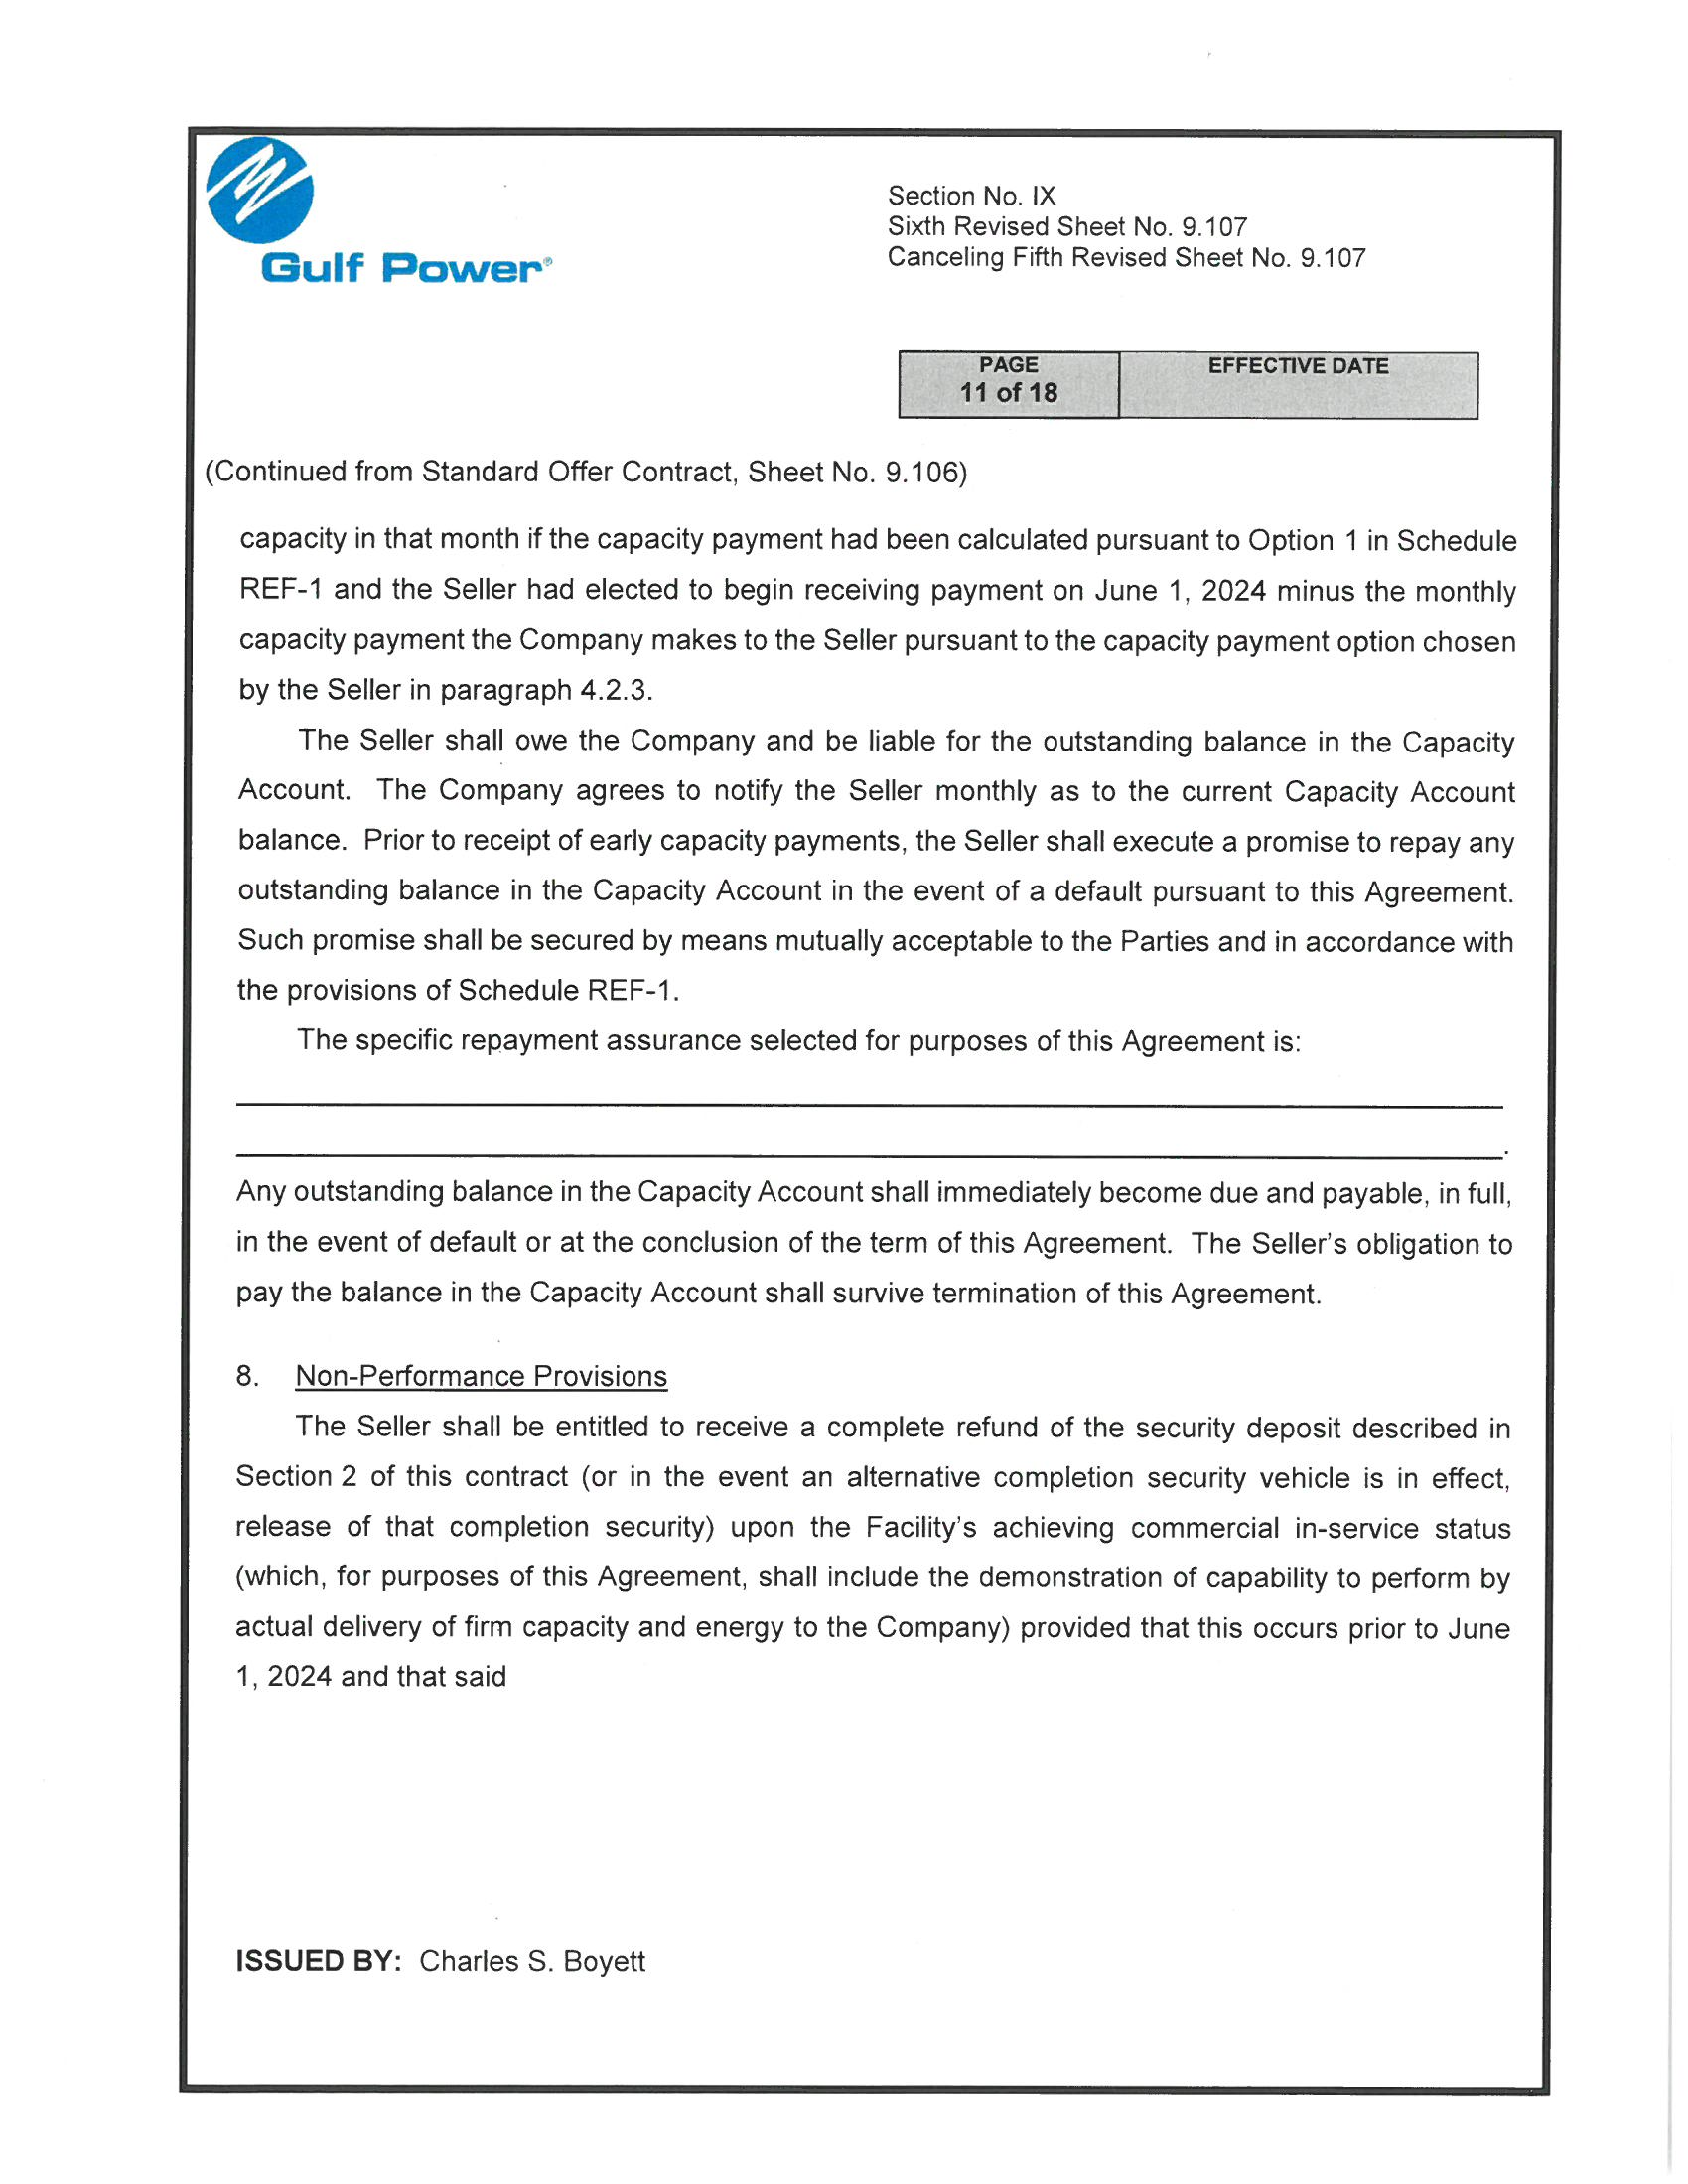 Gulf Power®
Section No. IX
Sixth Revised Sheet No. 9.107
Canceling Fifth Revised Sheet No. 9.107
PAGE
11 of 18
EFFECTIVE DATE
(Continued from Standard Offer Contract, Sheet No. 9.106)
capacity in that month if the capacity payment had been calculated pursuant to Option 1 in Schedule
REF-1 and the Seller had elected to begin receiving payment on June 1, 2024 minus the monthly
capacity payment the Company makes to the Seller pursuant to the capacity payment option chosen
by the Seller in paragraph 4.2.3.
The Seller shall owe the Company and be liable for the outstanding balance in the Capacity
Account. The Company agrees to notify the Seller monthly as to the current Capacity Account
balance. Prior to receipt of early capacity payments, the Seller shall execute a promise to repay any
outstanding balance in the Capacity Account in the event of a default pursuant to this Agreement.
Such promise shall be secured by means mutually acceptable to the Parties and in accordance with
the provisions of Schedule REF-1.
The specific repayment assurance selected for purposes of this Agreement is:
.
Any outstanding balance in the Capacity Account shall immediately become due and payable, in full,
in the event of default or at the conclusion of the term of this Agreement. The Seller's obligation to
pay the balance in the Capacity Account shall survive termination of this Agreement.
8. Non-Performance Provisions
The Seller shall be entitled to receive a complete refund of the security deposit described in
Section 2 of this contract (or in the event an alternative completion security vehicle is in effect,
release of that completion security) upon the Facility's achieving commercial in-service status
(which, for purposes of this Agreement, shall include the demonstration of capability to perform by
actual delivery of firm capacity and energy to the Company) provided that this occurs prior to June
1, 2024 and that said
ISSUED BY: Charles S. Boyett